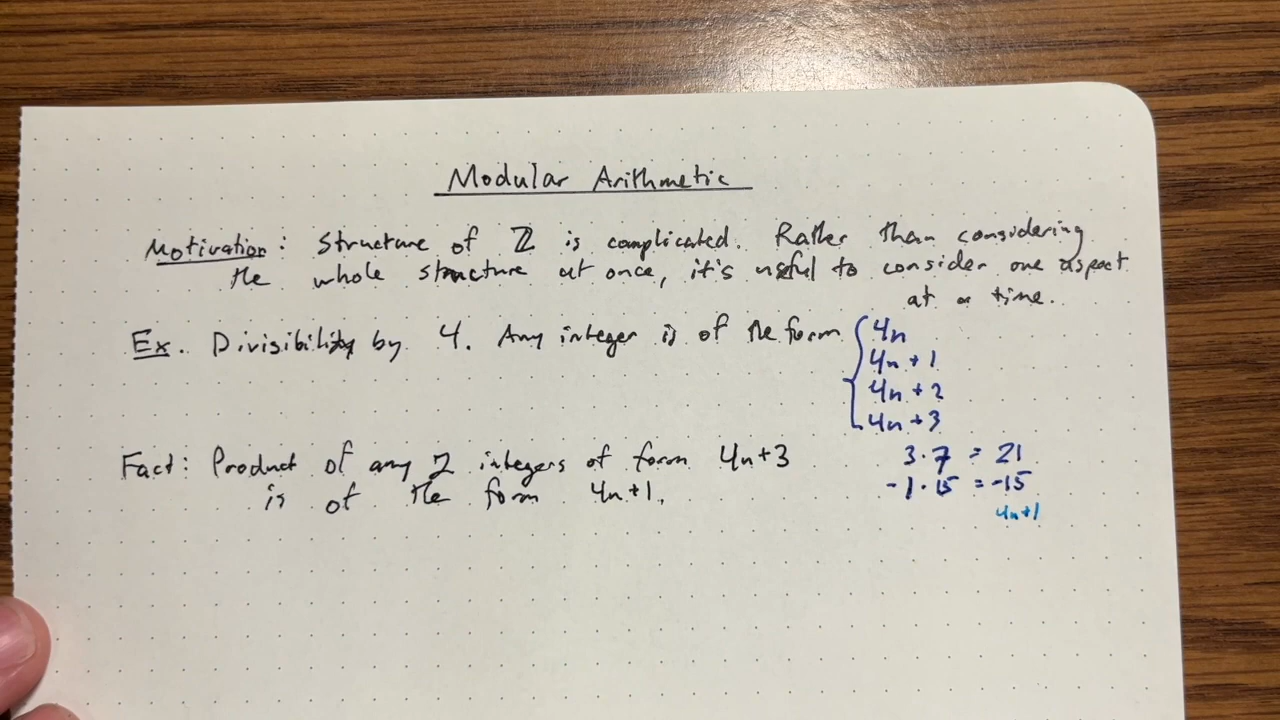 Modular Arithmetic
Motivation: Structure of ℤ is complicated. Rather than considering
the whole structure at once, it's useful to consider one aspect
at a time.
Ex. Divisibility by 4. Any integer is of the form { 4n
4n + 1
4n + 2
4n + 3
Fact: Product of any 2 integers of form 4n+3
is of the form 4n+1.
3·7 = 21
-1·15 = -15
4n+1